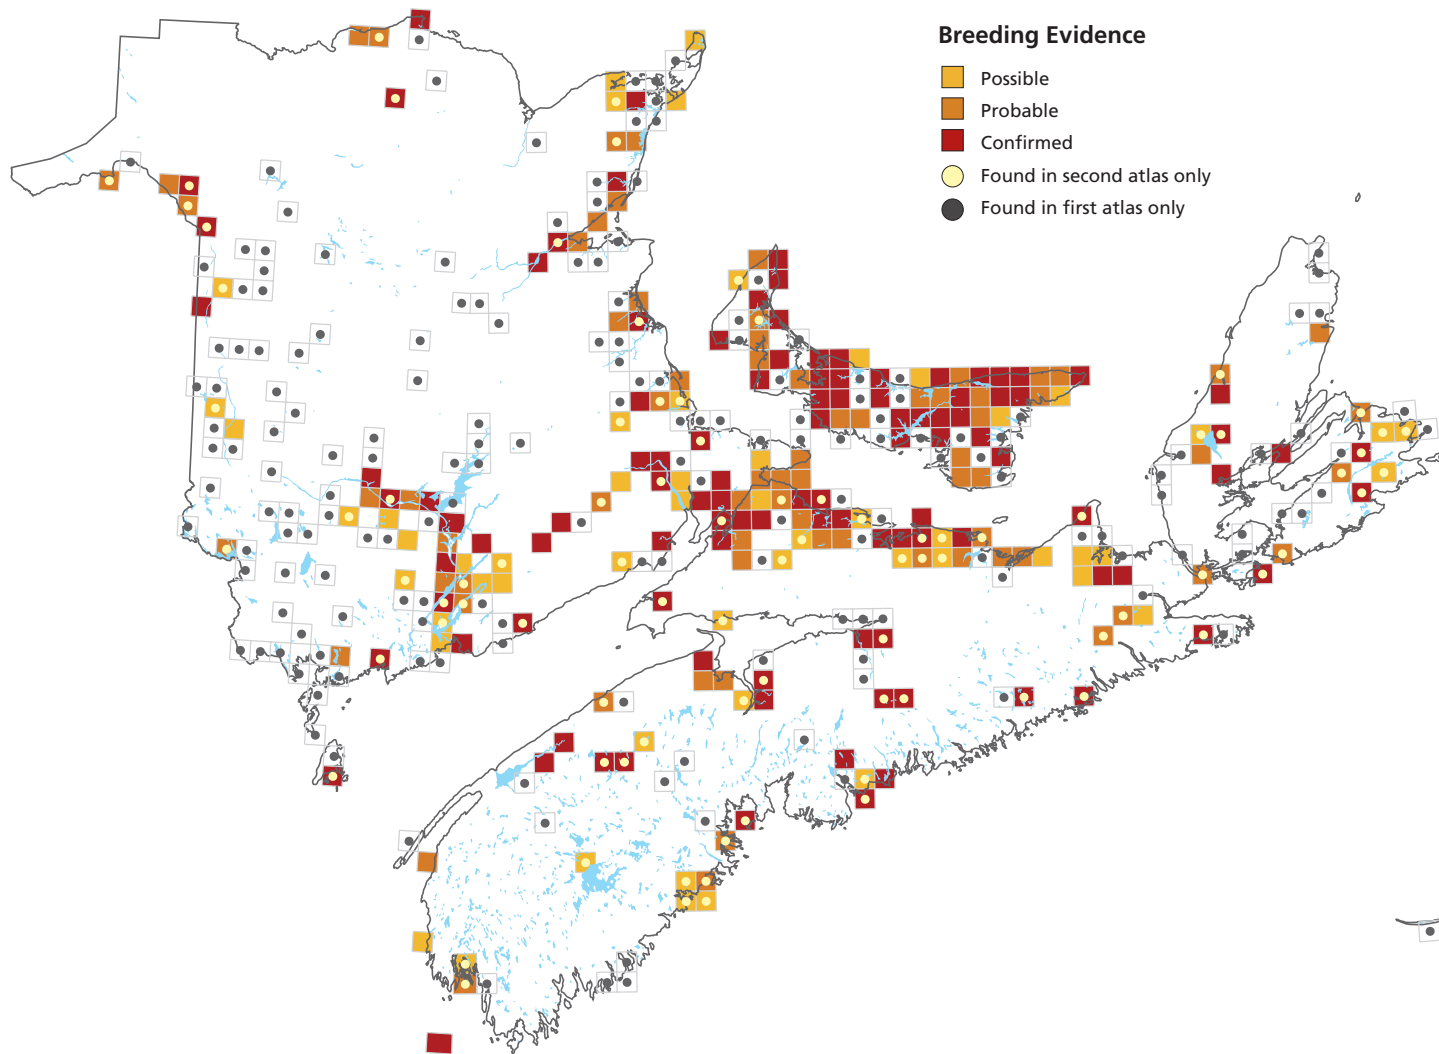 Breeding Evidence
Possible
Probable
Confirmed
Found in second atlas only
Found in first atlas only